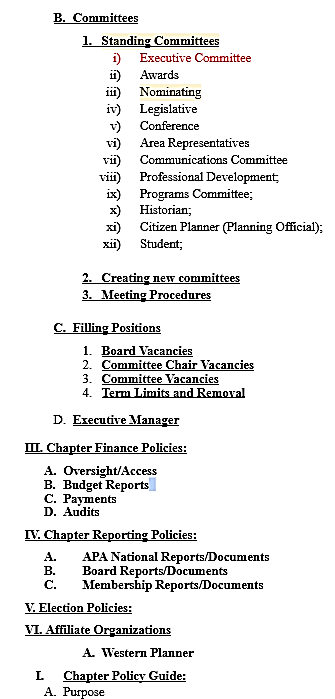 B. Committees
1. Standing Committees
i) Executive Committee
ii) Awards
iii) Nominating
iv) Legislative
v) Conference
vi) Area Representatives
vii) Communications Committee
viii) Professional Development;
ix) Programs Committee;
x) Historian;
xi) Citizen Planner (Planning Official);
xii) Student;
2. Creating new committees
3. Meeting Procedures
C. Filling Positions
1. Board Vacancies
2. Committee Chair Vacancies
3. Committee Vacancies
4. Term Limits and Removal
D. Executive Manager
III. Chapter Finance Policies:
A. Oversight/Access
B. Budget Reports
C. Payments
D. Audits
IV. Chapter Reporting Policies:
A. APA National Reports/Documents
B. Board Reports/Documents
C. Membership Reports/Documents
V. Election Policies:
VI. Affiliate Organizations
A. Western Planner
I. Chapter Policy Guide:
A. Purpose